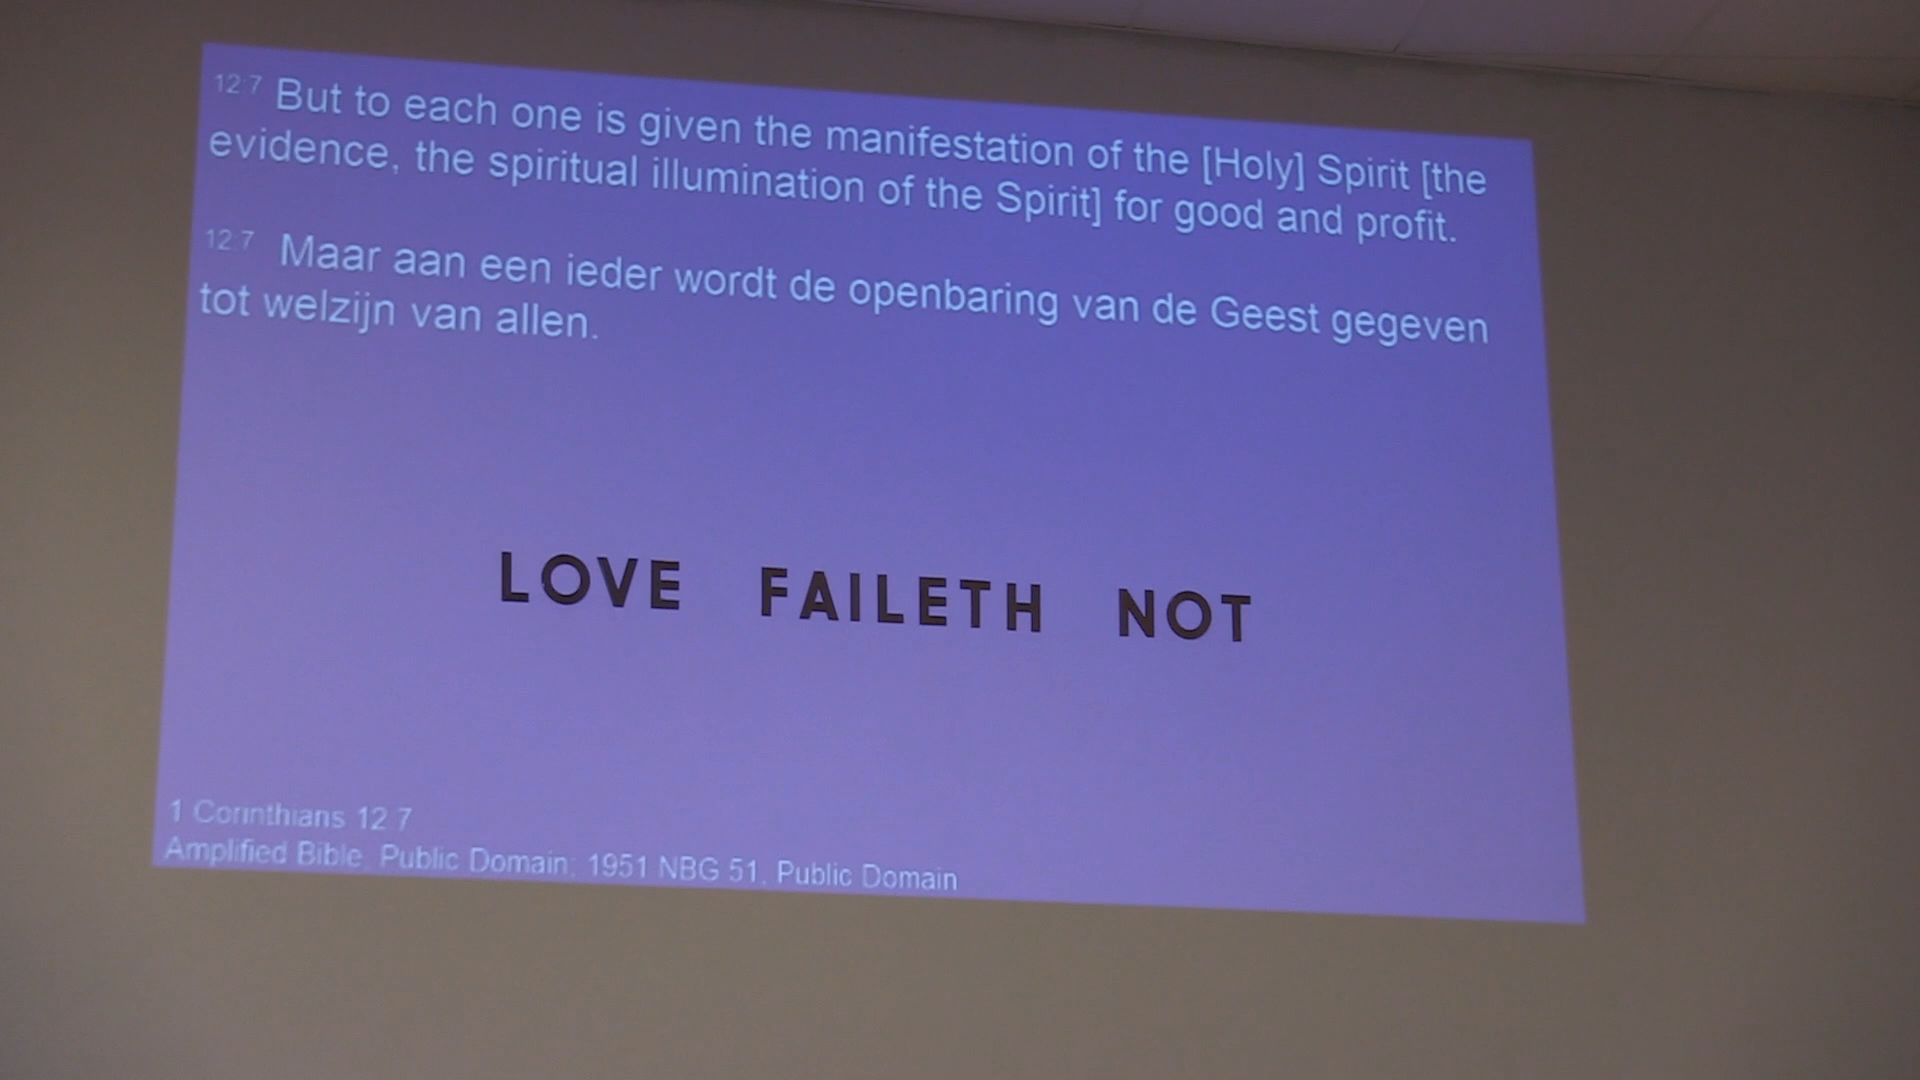 12:7 But to each one is given the manifestation of the [Holy] Spirit [the
evidence, the spiritual illumination of the Spirit] for good and profit.
12:7 Maar aan een ieder wordt de openbaring van de Geest gegeven
tot welzijn van allen.
LOVE FAILETH NOT
1 Corinthians 12:7
Amplified Bible, Public Domain; 1951 NBG 51, Public Domain